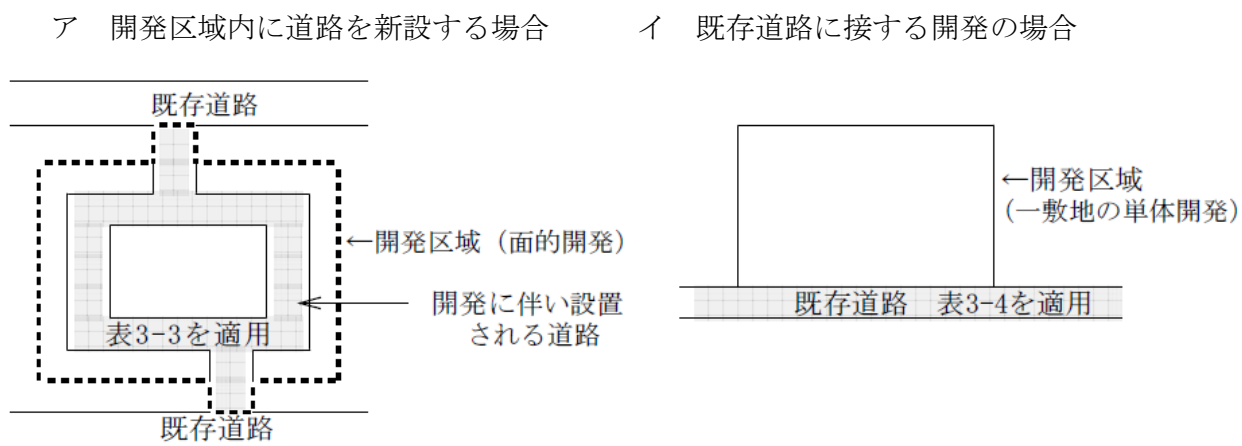 ア　開発区域内に道路を新設する場合
既存道路
←開発区域（面的開発）
開発に伴い設置
される道路
表3-3を適用
既存道路
イ　既存道路に接する開発の場合
←開発区域
（一敷地の単体開発）
既存道路　表3-4を適用